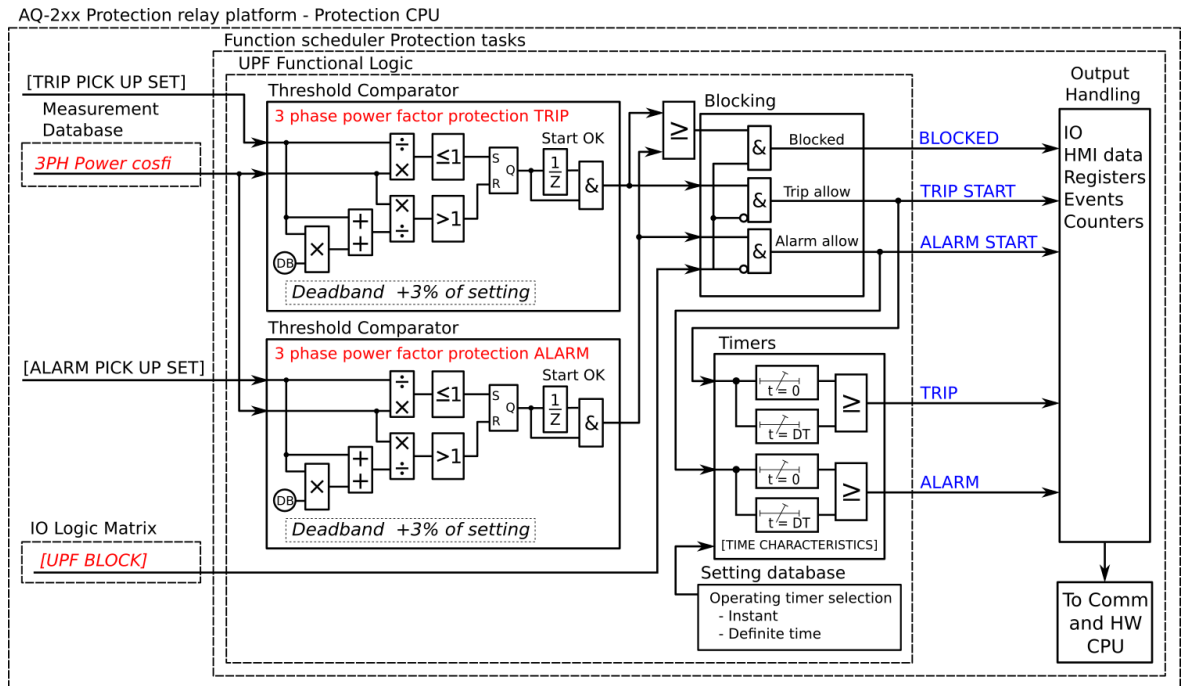 AQ-2xx Protection relay platform - Protection CPU
Function scheduler Protection tasks
UPF Functional Logic
[TRIP PICK UP SET]
Measurement
Database
3PH Power cosfi
Threshold Comparator
3 phase power factor protection TRIP
÷
×
≤1
S
Q
R
Start OK
1
Z
&
×
÷
>1
+
+
×
DB
Deadband +3% of setting
≥
Blocking
&
Blocked
&
Trip allow
&
Alarm allow
BLOCKED
TRIP START
ALARM START
Output
Handling
IO
HMI data
Registers
Events
Counters
[ALARM PICK UP SET]
Threshold Comparator
3 phase power factor protection ALARM
÷
×
≤1
S
Q
R
Start OK
1
Z
&
×
÷
>1
+
+
×
DB
Deadband +3% of setting
Timers
t = 0
t = DT
≥
TRIP
t = 0
t = DT
≥
ALARM
[TIME CHARACTERISTICS]
IO Logic Matrix
[UPF BLOCK]
Setting database
Operating timer selection
- Instant
- Definite time
To Comm
and HW
CPU